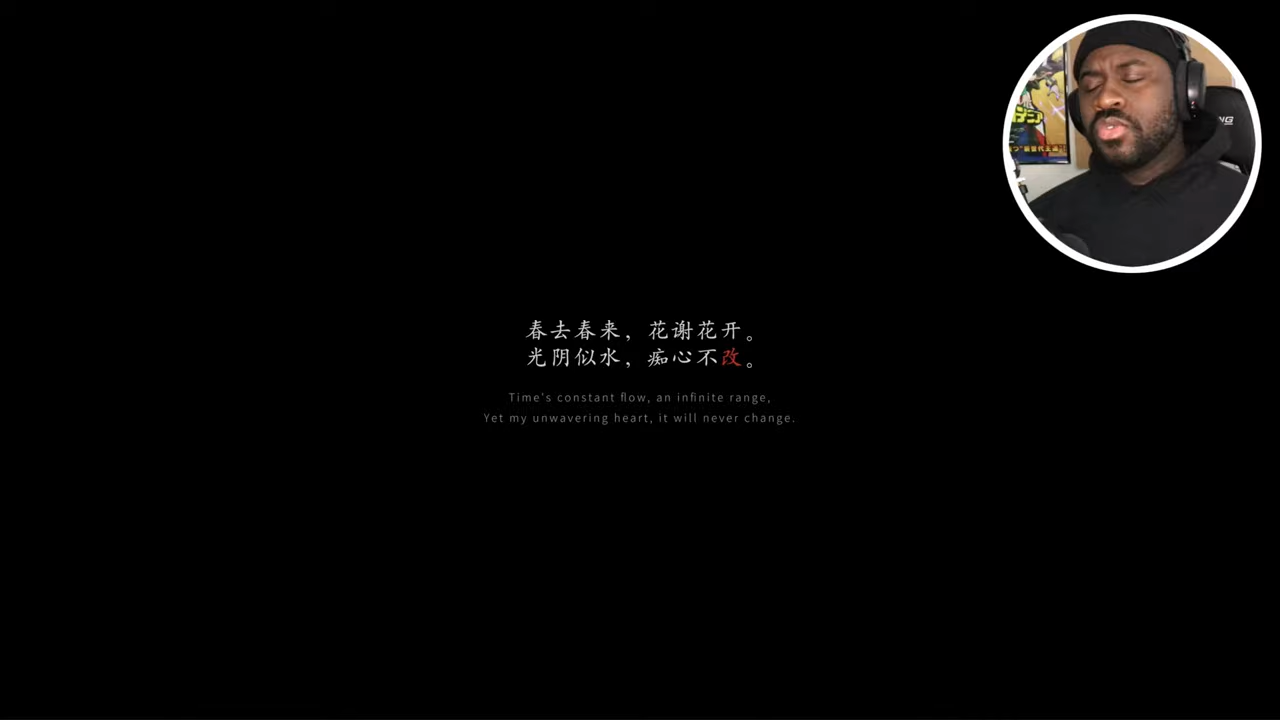 春去春来，花谢花开。
光阴似水，痴心不改。
Time's constant flow, an infinite range,
Yet my unwavering heart, it will never change.